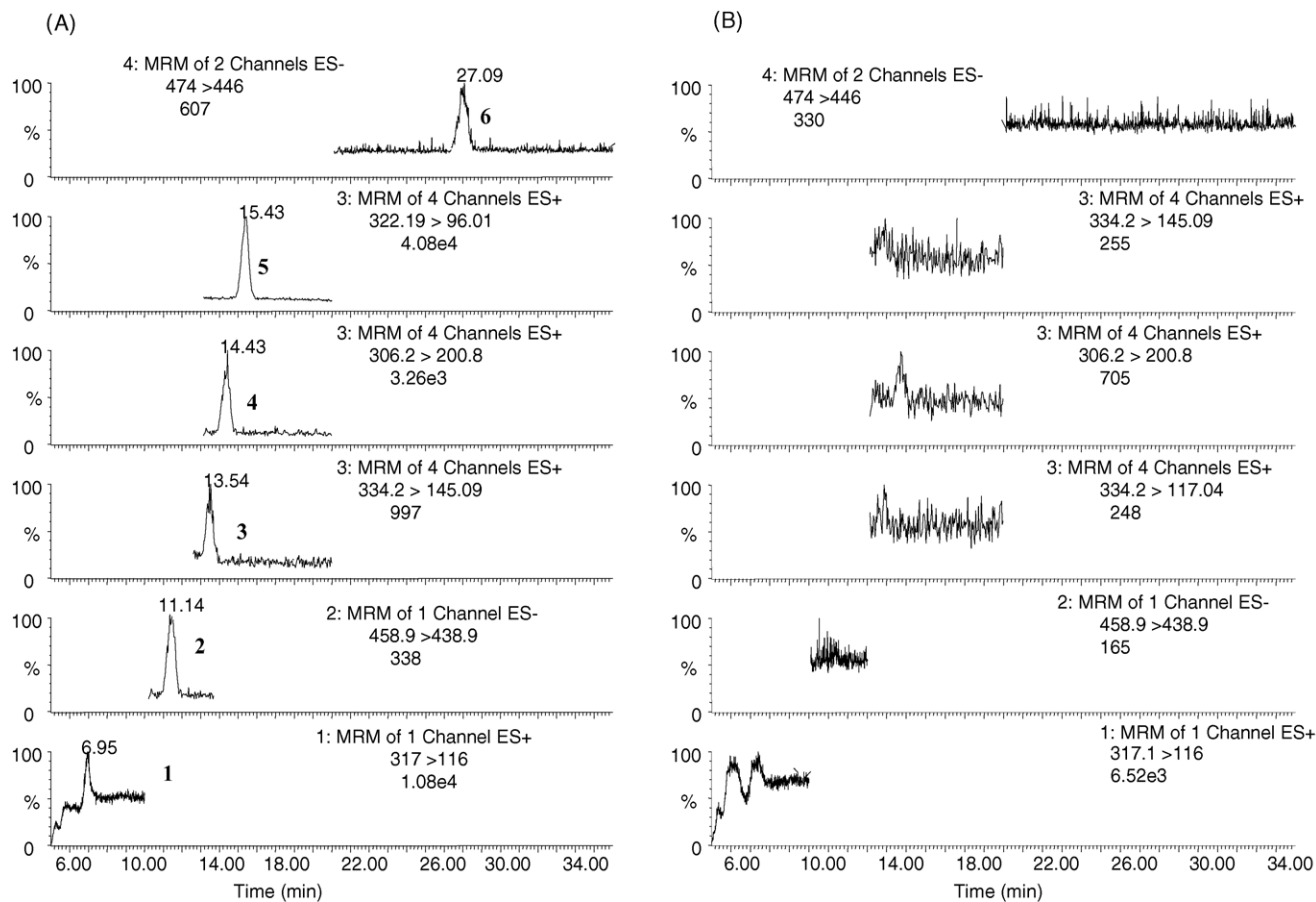 (A)
4: MRM of 2 Channels ES-
474 >446
607
100
%
0
27.09
6
3: MRM of 4 Channels ES+
322.19 > 96.01
4.08e4
100
%
0
15.43
5
3: MRM of 4 Channels ES+
306.2 > 200.8
3.26e3
100
%
0
14.43
4
3: MRM of 4 Channels ES+
334.2 > 145.09
997
100
%
0
13.54
3
2: MRM of 1 Channel ES-
458.9 >438.9
338
100
%
0
11.14
2
1: MRM of 1 Channel ES+
317 >116
1.08e4
100
%
0
6.95
1
6.00 10.00 14.00 18.00 22.00 26.00 30.00 34.00
Time (min)
(B)
4: MRM of 2 Channels ES-
474 >446
330
100
%
0
3: MRM of 4 Channels ES+
334.2 > 145.09
255
100
%
0
3: MRM of 4 Channels ES+
306.2 > 200.8
705
100
%
0
3: MRM of 4 Channels ES+
334.2 > 117.04
248
100
%
0
2: MRM of 1 Channel ES-
458.9 >438.9
165
100
%
0
1: MRM of 1 Channel ES+
317.1 >116
6.52e3
100
%
0
6.00 10.00 14.00 18.00 22.00 26.00 30.00 34.00
Time (min)